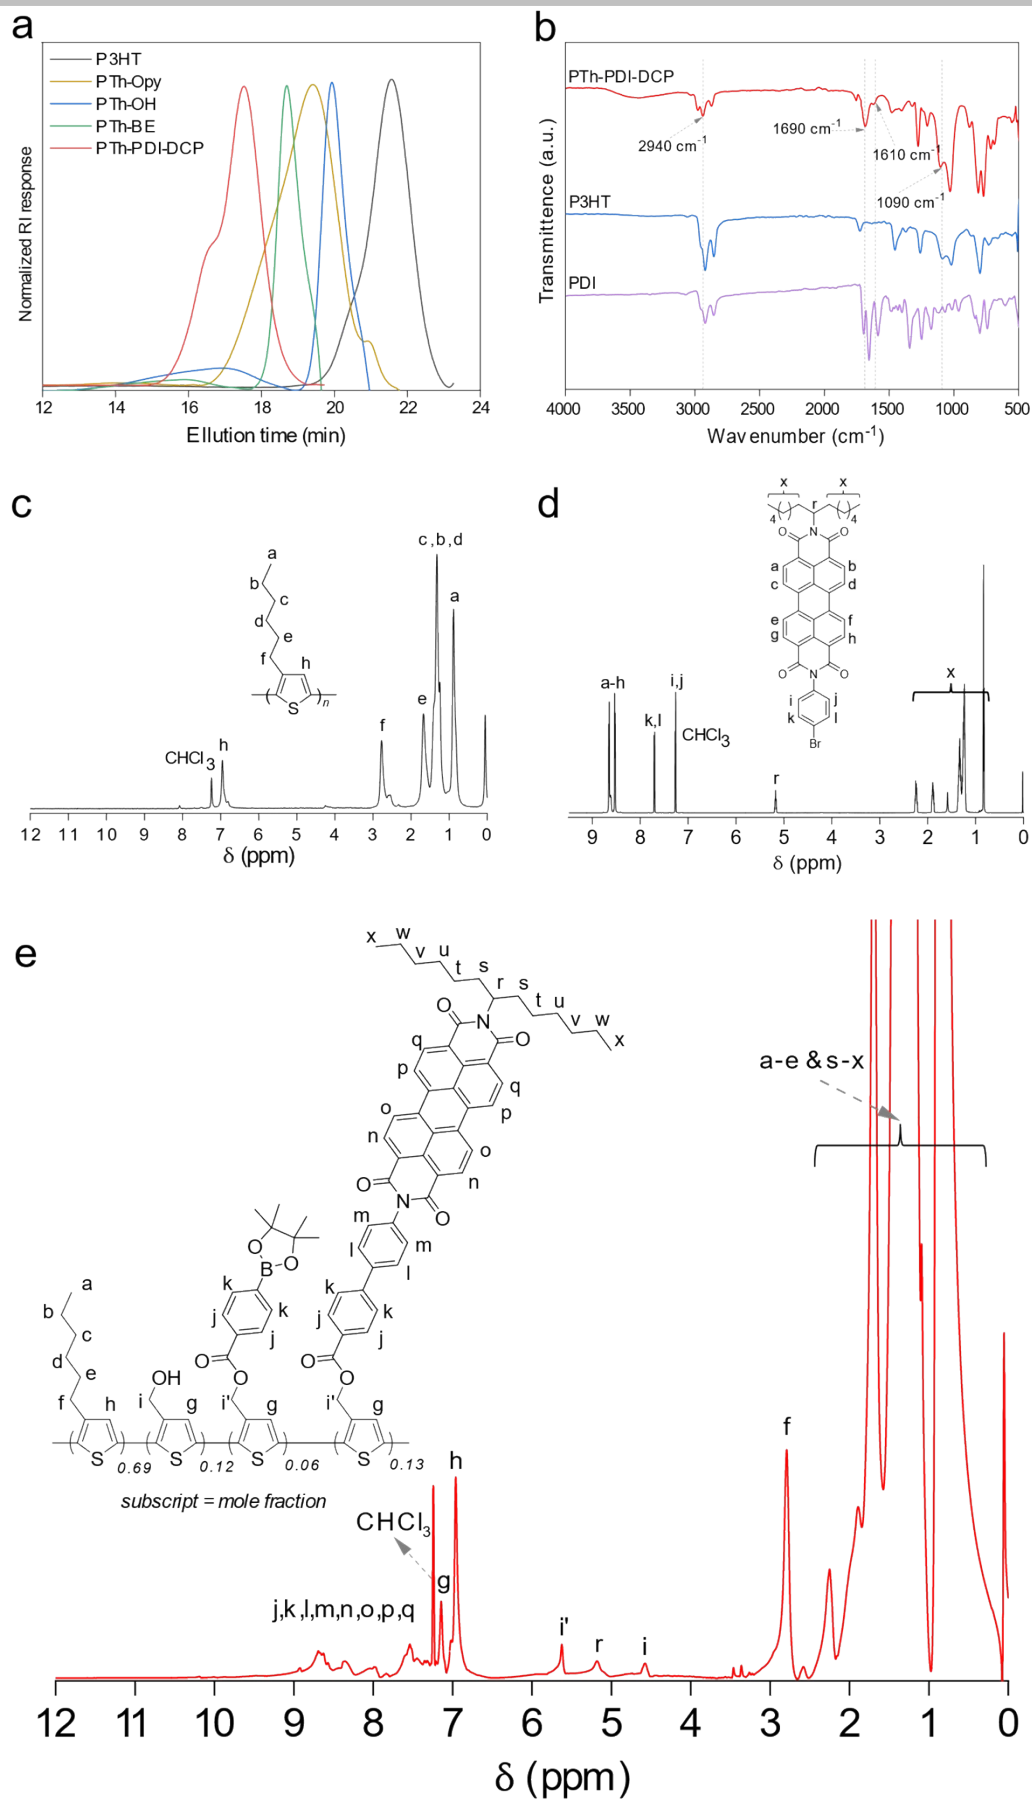 a
P3HT
PTh-Opy
PTh-OH
PTh-BE
PTh-PDI-DCP
Normalized RI response
12 14 16 18 20 22 24
Ellution time (min)
b
PTh-PDI-DCP
2940 cm-1
1690 cm-1
1610 cm-1
1090 cm-1
P3HT
PDI
Transmittence (a.u.)
4000 3500 3000 2500 2000 1500 1000 500
Wavenumber (cm-1)
c
a
b
c
d
e
f
h
S
n
c,b,d
a
e
f
h
CHCl3
12 11 10 9 8 7 6 5 4 3 2 1 0
δ (ppm)
d
x x
r
4 4
N
O O
a b
c d
e f
g h
O O
N
i j
k l
Br
a-h
i,j
k,l
CHCl3
r
x
9 8 7 6 5 4 3 2 1 0
δ (ppm)
e
x w v u t s r s t u v w x
O N O
q
p q
o p
n o
n
O N O
m
l m
k l
j k
j
O
O
i'
g
S
0.13
B
O O
k
j k
j
O
O
i'
g
S
0.06
OH
i
g
S
0.12
a
b
c
d
e
f
h
S
0.69
subscript = mole fraction
a-e & s-x
f
h
CHCl3
g
j,k,l,m,n,o,p,q
i'
r
i
12 11 10 9 8 7 6 5 4 3 2 1 0
δ (ppm)